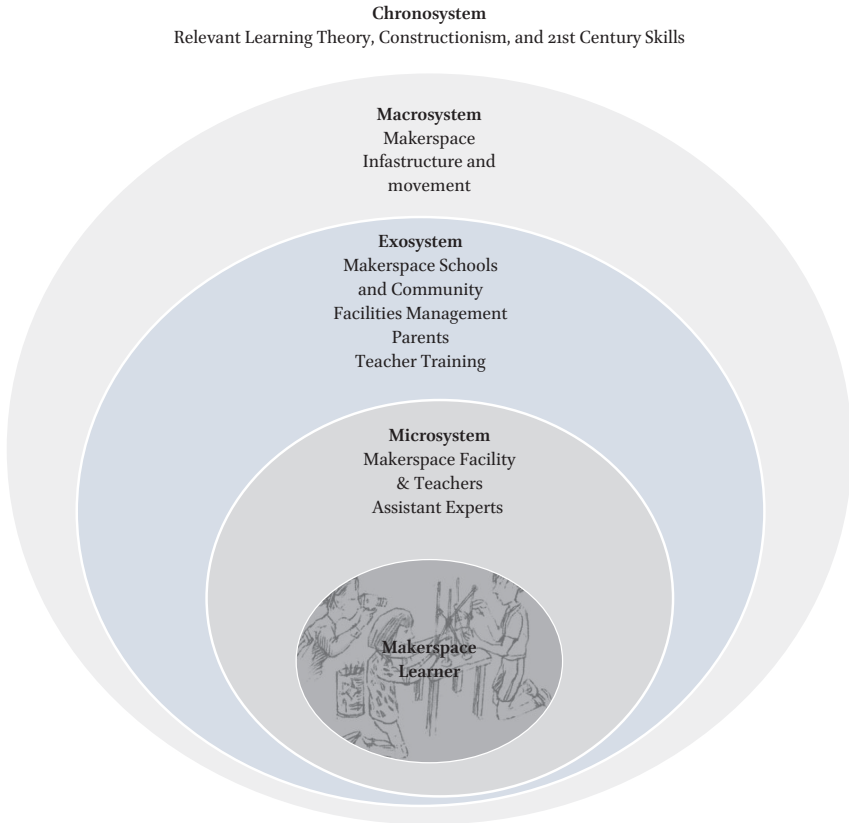 Chronosystem
Relevant Learning Theory, Constructionism, and 21st Century Skills
Macrosystem
Makerspace
Infastructure and
movement
Exosystem
Makerspace Schools
and Community
Facilities Management
Parents
Teacher Training
Microsystem
Makerspace Facility
& Teachers
Assistant Experts
Makerspace
Learner